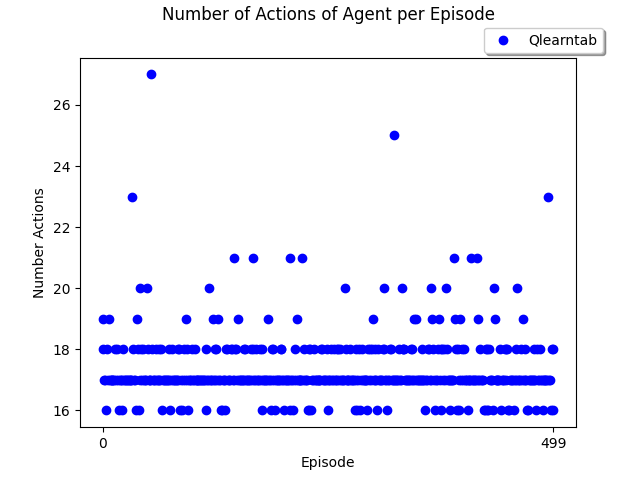 Number of Actions of Agent per Episode
Qlearntab
26
24
22
20
18
16
Number Actions
0
499
Episode